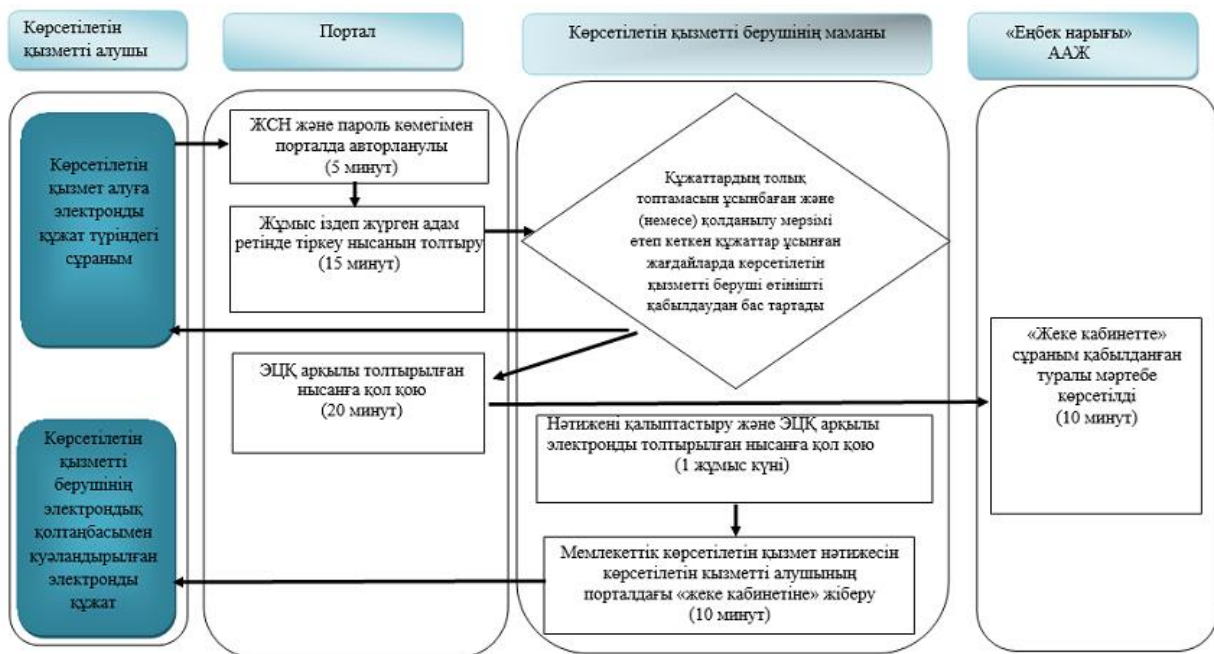 Көрсетілетін
қызметті алушы
Портал
Көрсетілетін қызметті берушінің маманы
«Еңбек нарығы»
ААЖ
Көрсетілетін
қызмет алуға
электронды
құжат түріндегі
сұраным
ЖСН және пароль көмегімен
порталда авторланулы
(5 минут)
Жұмыс іздеп жүрген адам
ретінде тіркеу нысанын толтыру
(15 минут)
Құжаттардың толық
топтамасын ұсынбаған және
(немесе) қолданылу мерзімі
өтеп кеткен құжаттар ұсынған
жағдайларда көрсетілетін
қызметті беруші өтінішті
қабылдаудан бас тартады
ЭЦҚ арқылы толтырылған
нысанға қол қою
(20 минут)
«Жеке кабинетте»
сұраным қабылданған
туралы мәртебе
көрсетілді
(10 минут)
Нәтижені қалыптастыру және ЭЦҚ арқылы
электронды толтырылған нысанға қол қою
(1 жұмыс күні)
Мемлекеттік көрсетілетін қызмет нәтижесін
көрсетілетін қызметті алушының
порталдағы «жеке кабинетіне» жіберу
(10 минут)
Көрсетілетін
қызметті
берушінің
электрондық
қолтаңбасымен
куәландырылған
электронды
құжат